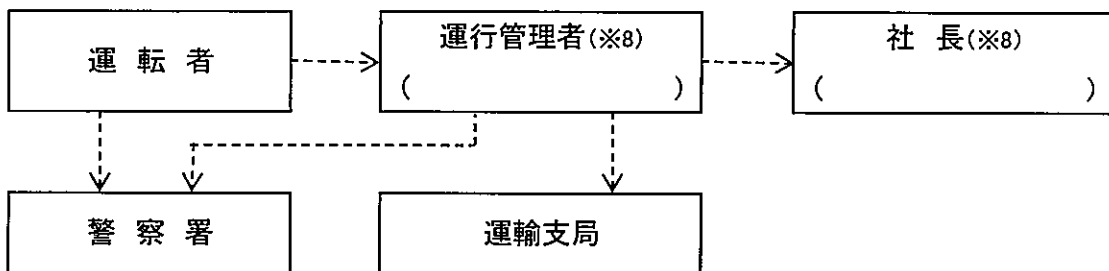 運 転 者
運行管理者(※8)
(                    )
社 長(※8)
(                    )
警 察 署
運輸支局